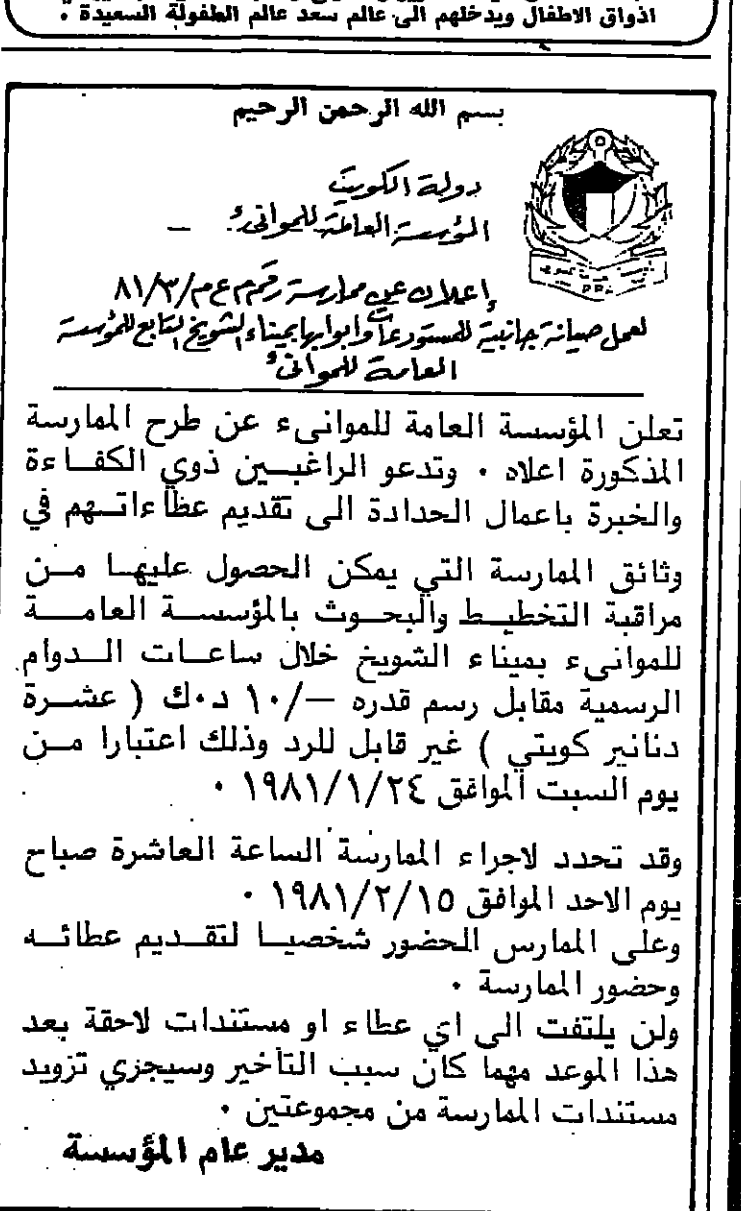 اذواق الاطفال ويدخلهم الى عالم سعد عالم الطفولة السعيدة .
بسم الله الرحمن الرحيم
دولة الكويت
المؤسسة العامة للموانىء -
إعلان عن ممارسة رقم م ع م/٨١/٣
لعمل صيانة جانبية للمستودعات وابوابها بميناء الشويخ التابع للمؤسسة
العامة للموانىء
تعلن المؤسسة العامة للموانىء عن طرح الممارسة
المذكورة اعلاه . وتدعو الراغبين ذوي الكفاءة
والخبرة باعمال الحدادة الى تقديم عطاءاتهم في
وثائق الممارسة التي يمكن الحصول عليها من
مراقبة التخطيط والبحوث بالمؤسسة العامة
للموانىء بميناء الشويخ خلال ساعات الدوام
الرسمية مقابل رسم قدره -/١٠ د.ك ( عشرة
دنانير كويتي ) غير قابل للرد وذلك اعتبارا من
يوم السبت الموافق ١٩٨١/١/٢٤ .
وقد تحدد لاجراء الممارسة الساعة العاشرة صباح
يوم الاحد الموافق ١٩٨١/٢/١٥ .
وعلى الممارس الحضور شخصيا لتقديم عطائه
وحضور الممارسة .
ولن يلتفت الى اي عطاء او مستندات لاحقة بعد
هذا الموعد مهما كان سبب التأخير وسيجزي تزويد
مستندات الممارسة من مجموعتين .
مدير عام المؤسسة